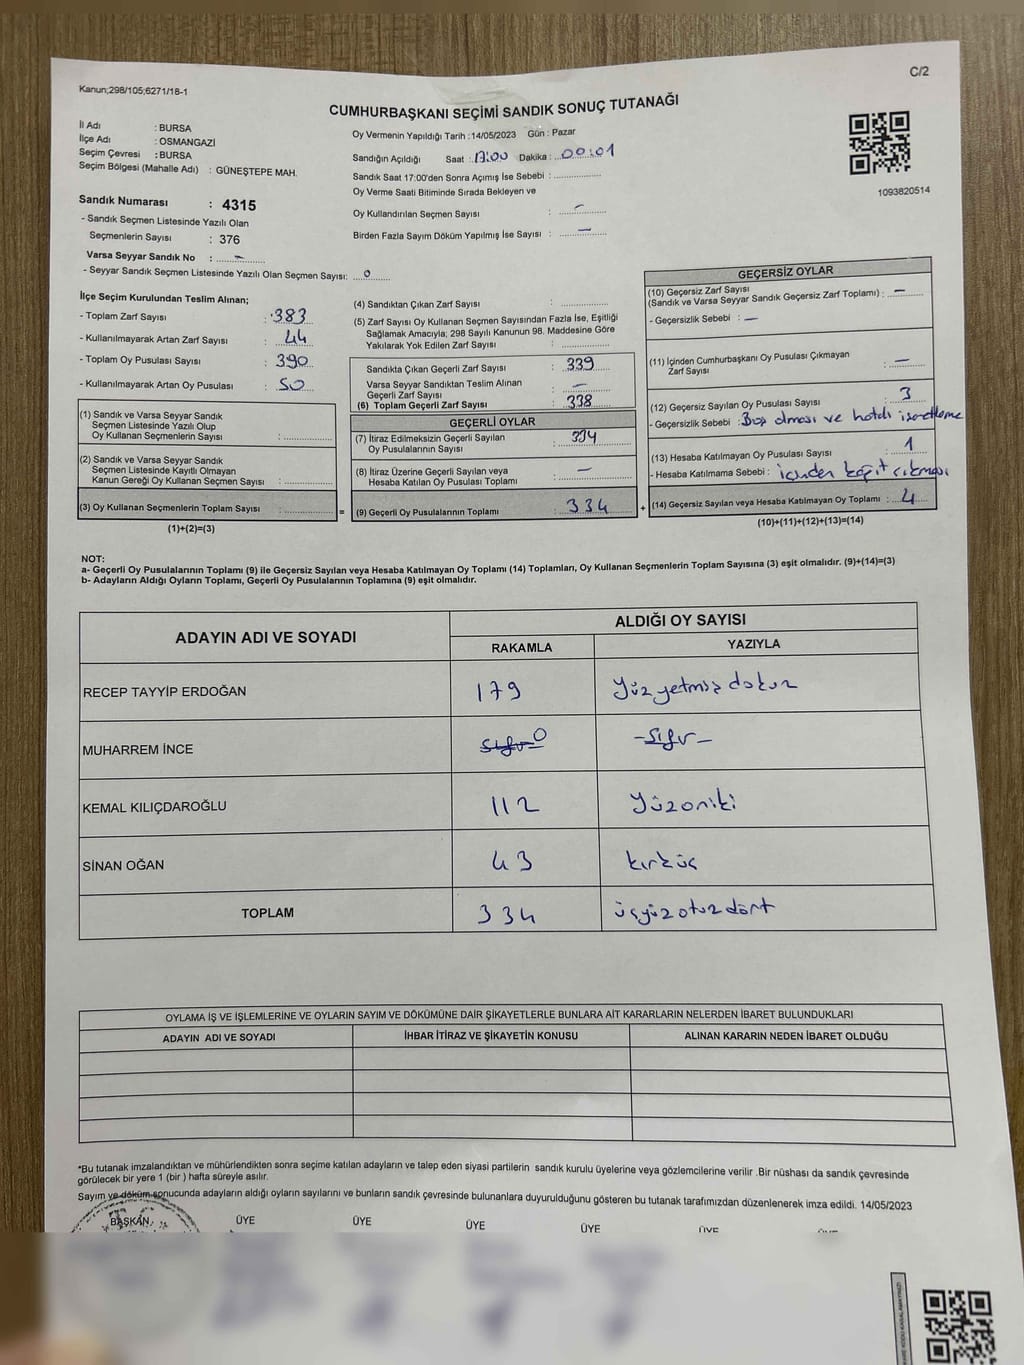 C/2
Kanun;298/105;6271/18-1
CUMHURBAŞKANI SEÇİMİ SANDIK SONUÇ TUTANAĞI
İl Adı : BURSA
İlçe Adı : OSMANGAZİ
Seçim Çevresi : BURSA
Seçim Bölgesi (Mahalle Adı) : GÜNEŞTEPE MAH.
Oy Vermenin Yapıldığı Tarih :14/05/2023 Gün : Pazar
Sandığın Açıldığı Saat : 17:00 Dakika : 00:01
Sandık Saat 17:00'den Sonra Açımış İse Sebebi :
Oy Verme Saati Bitiminde Sırada Bekleyen ve
Oy Kullandırılan Seçmen Sayısı : –
Birden Fazla Sayım Döküm Yapılmış İse Sayısı : –
1093820514
Sandık Numarası : 4315
- Sandık Seçmen Listesinde Yazılı Olan
Seçmenlerin Sayısı : 376
Varsa Seyyar Sandık No : –
- Seyyar Sandık Seçmen Listesinde Yazılı Olan Seçmen Sayısı: 0
İlçe Seçim Kurulundan Teslim Alınan;
- Toplam Zarf Sayısı : 383
- Kullanılmayarak Artan Zarf Sayısı : 44
- Toplam Oy Pusulası Sayısı : 390
- Kullanılmayarak Artan Oy Pusulası : 50
(1) Sandık ve Varsa Seyyar Sandık
Seçmen Listesinde Yazılı Olup
Oy Kullanan Seçmenlerin Sayısı :
(2) Sandık ve Varsa Seyyar Sandık
Seçmen Listesinde Kayıtlı Olmayan
Kanun Gereği Oy Kullanan Seçmen Sayısı :
(3) Oy Kullanan Seçmenlerin Toplam Sayısı :
(1)+(2)=(3)
(4) Sandıktan Çıkan Zarf Sayısı :
(5) Zarf Sayısı Oy Kullanan Seçmen Sayısından Fazla İse, Eşitliği
Sağlamak Amacıyla; 298 Sayılı Kanunun 98. Maddesine Göre
Yakılarak Yok Edilen Zarf Sayısı :
Sandıkta Çıkan Geçerli Zarf Sayısı : 339
Varsa Seyyar Sandıktan Teslim Alınan
Geçerli Zarf Sayısı : –
(6) Toplam Geçerli Zarf Sayısı : 338
=
GEÇERLİ OYLAR
(7) İtiraz Edilmeksizin Geçerli Sayılan
Oy Pusulalarının Sayısı : 334
(8) İtiraz Üzerine Geçerli Sayılan veya
Hesaba Katılan Oy Pusulası Toplamı : –
(9) Geçerli Oy Pusulalarının Toplamı : 334
+
GEÇERSİZ OYLAR
(10) Geçersiz Zarf Sayısı
(Sandık ve Varsa Seyyar Sandık Geçersiz Zarf Toplamı) : –
- Geçersizlik Sebebi : –
(11) İçinden Cumhurbaşkanı Oy Pusulası Çıkmayan
Zarf Sayısı : –
(12) Geçersiz Sayılan Oy Pusulası Sayısı : 3
- Geçersizlik Sebebi : Boş olması ve hatalı işaretleme
(13) Hesaba Katılmayan Oy Pusulası Sayısı : 1
- Hesaba Katılmama Sebebi : içinden kağıt çıkması
(14) Geçersiz Sayılan veya Hesaba Katılmayan Oy Toplamı : 4
(10)+(11)+(12)+(13)=(14)
NOT:
a- Geçerli Oy Pusulalarının Toplamı (9) ile Geçersiz Sayılan veya Hesaba Katılmayan Oy Toplamı (14) Toplamları, Oy Kullanan Seçmenlerin Toplam Sayısına (3) eşit olmalıdır. (9)+(14)=(3)
b- Adayların Aldığı Oyların Toplamı, Geçerli Oy Pusulalarının Toplamına (9) eşit olmalıdır.
ADAYIN ADI VE SOYADI ALDIĞI OY SAYISI
RAKAMLA YAZIYLA
RECEP TAYYİP ERDOĞAN 179 Yüz yetmiş dokuz
MUHARREM İNCE sıfır 0 -sıfır-
KEMAL KILIÇDAROĞLU 112 Yüzoniki
SİNAN OĞAN 43 kırküç
TOPLAM 334 üçyüzotuzdört
OYLAMA İŞ VE İŞLEMLERİNE VE OYLARIN SAYIM VE DÖKÜMÜNE DAİR ŞİKAYETLERLE BUNLARA AİT KARARLARIN NELERDEN İBARET BULUNDUKLARI
ADAYIN ADI VE SOYADI İHBAR İTİRAZ VE ŞİKAYETİN KONUSU ALINAN KARARIN NEDEN İBARET OLDUĞU
*Bu tutanak imzalandıktan ve mühürlendikten sonra seçime katılan adayların ve talep eden siyasi partilerin sandık kurulu üyelerine veya gözlemcilerine verilir .Bir nüshası da sandık çevresinde
görülecek bir yere 1 (bir ) hafta süreyle asılır.
Sayım ve döküm sonucunda adayların aldığı oyların sayılarını ve bunların sandık çevresinde bulunanlara duyurulduğunu gösteren bu tutanak tarafımızdan düzenlenerek imza edildi. 14/05/2023
BAŞKAN ÜYE ÜYE ÜYE ÜYE ÜYE ÜYE